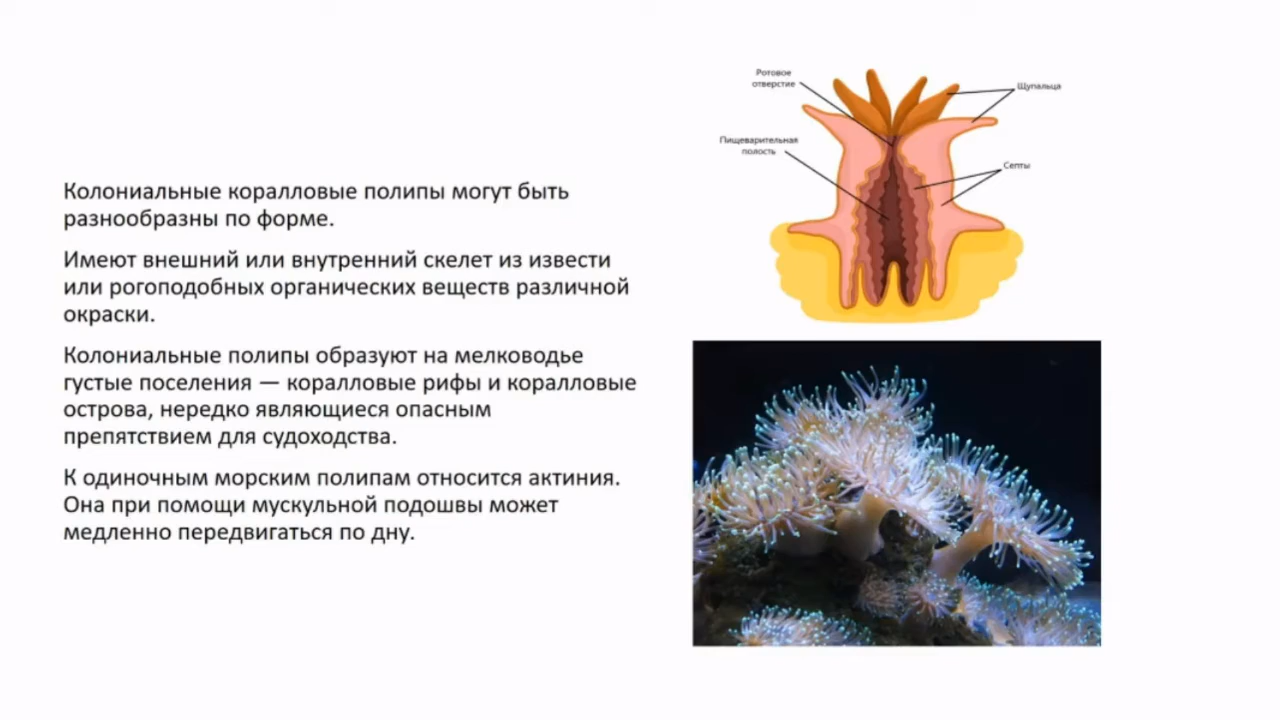 Колониальные коралловые полипы могут быть
разнообразны по форме.
Имеют внешний или внутренний скелет из извести
или рогоподобных органических веществ различной
окраски.
Колониальные полипы образуют на мелководье
густые поселения — коралловые рифы и коралловые
острова, нередко являющиеся опасным
препятствием для судоходства.
К одиночным морским полипам относится актиния.
Она при помощи мускульной подошвы может
медленно передвигаться по дну.
Ротовое
отверстие
Щупальца
Пищеварительная
полость
Септы